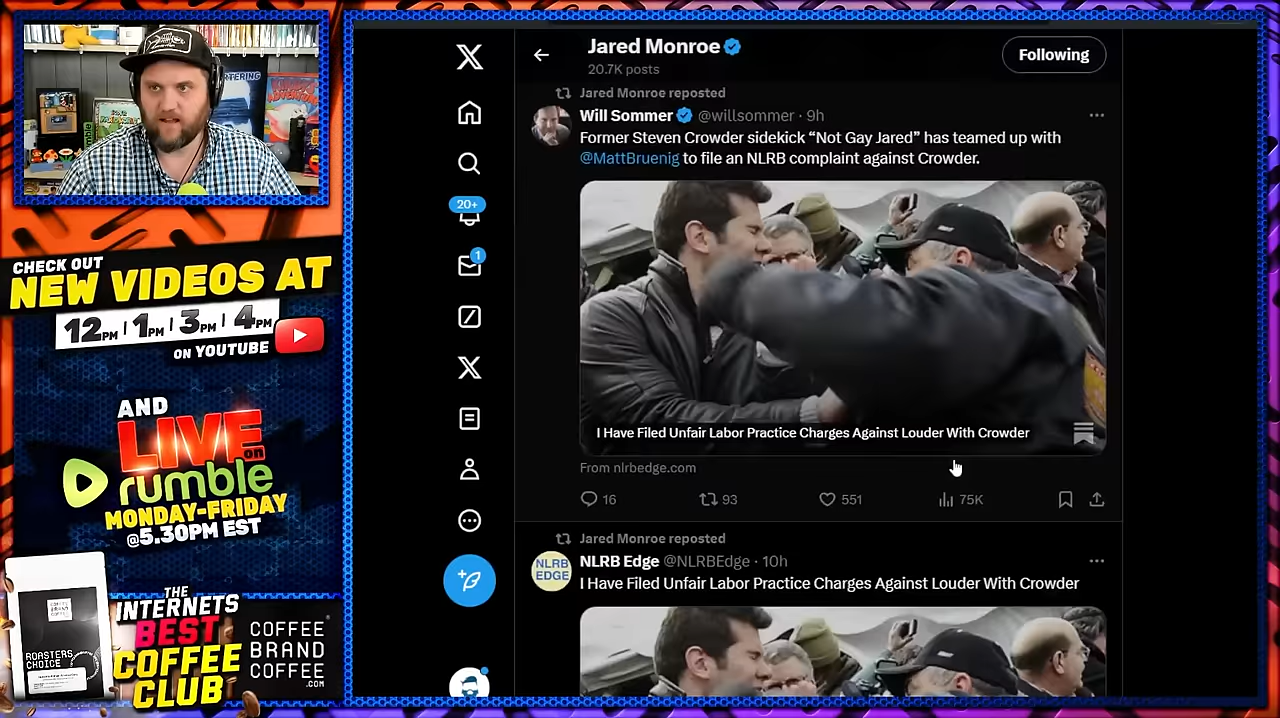 CHECK OUT
NEW VIDEOS AT
12PM | 1PM | 3PM | 4PM
ON YOUTUBE
AND
LIVE on
rumble
MONDAY-FRIDAY
@5.30PM EST
ROASTERS
CHOICE
THE
INTERNETS
BEST
COFFEE
CLUB
COFFEE
BRAND
COFFEE
.COM
20+
1
Jared Monroe
20.7K posts
Following
Jared Monroe reposted
Will Sommer @willsommer · 9h
Former Steven Crowder sidekick “Not Gay Jared” has teamed up with
@MattBruenig to file an NLRB complaint against Crowder.
I Have Filed Unfair Labor Practice Charges Against Louder With Crowder
From nlrbedge.com
16 93 551 75K
Jared Monroe reposted
NLRB
EDGE
NLRB Edge @NLRBEdge · 10h
I Have Filed Unfair Labor Practice Charges Against Louder With Crowder